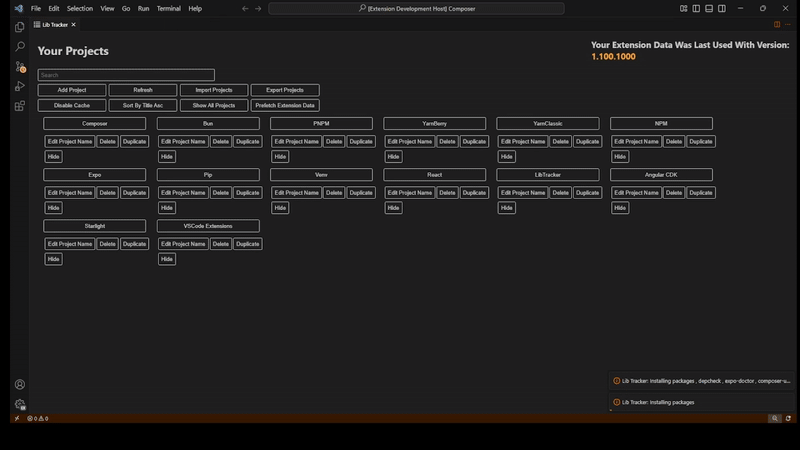 File Edit Selection View Go Run Terminal Help
[Extension Development Host] Composer
Lib Tracker
Your Projects
Your Extension Data Was Last Used With Version:
1.100.1000
Search
Add Project Refresh Import Projects Export Projects
Disable Cache Sort By Title Asc Show All Projects Prefetch Extension Data
Composer Bun PNPM YarnBerry YarnClassic NPM
Edit Project Name Delete Duplicate Edit Project Name Delete Duplicate Edit Project Name Delete Duplicate Edit Project Name Delete Duplicate Edit Project Name Delete Duplicate Edit Project Name Delete Duplicate
Hide Hide Hide Hide Hide Hide
Expo Pip Venv React LibTracker Angular CDK
Edit Project Name Delete Duplicate Edit Project Name Delete Duplicate Edit Project Name Delete Duplicate Edit Project Name Delete Duplicate Edit Project Name Delete Duplicate Edit Project Name Delete Duplicate
Hide Hide Hide Hide Hide Hide
Starlight VSCode Extensions
Edit Project Name Delete Duplicate Edit Project Name Delete Duplicate
Hide Hide
Lib Tracker: Installing packages , depcheck , expo-doctor , composer-u...
Lib Tracker: Installing packages
0 0